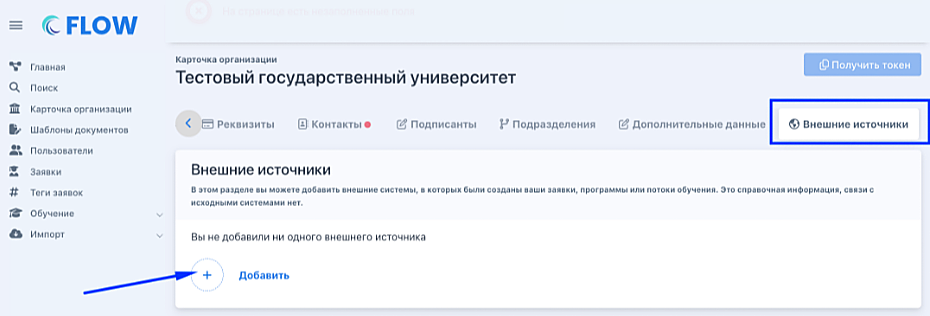 На странице есть незаполненные поля
FLOW
Карточка организации
Тестовый государственный университет
Получить токен
Главная
Поиск
Карточка организации
Шаблоны документов
Пользователи
Заявки
# Теги заявок
Обучение
Импорт
Реквизиты
Контакты
Подписанты
Подразделения
Дополнительные данные
Внешние источники
Внешние источники
В этом разделе вы можете добавить внешние системы, в которых были созданы ваши заявки, программы или потоки обучения. Это справочная информация, связи с
исходными системами нет.
Вы не добавили ни одного внешнего источника
+ Добавить